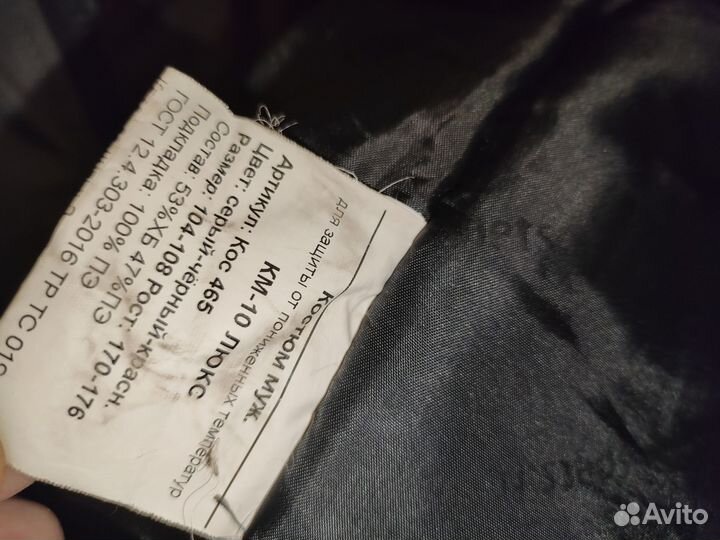 Костюм муж.
для защиты от пониженных температур
КМ-10 ЛЮКС
Артикул: Кос 465
Цвет: серый-чёрный-красн.
Размер: 104-108 Рост: 170-176
Состав: 53%ХБ 47%ПЭ
Подкладка: 100% ПЭ
ГОСТ 12.4.303-2016 ТР ТС 019
Avito